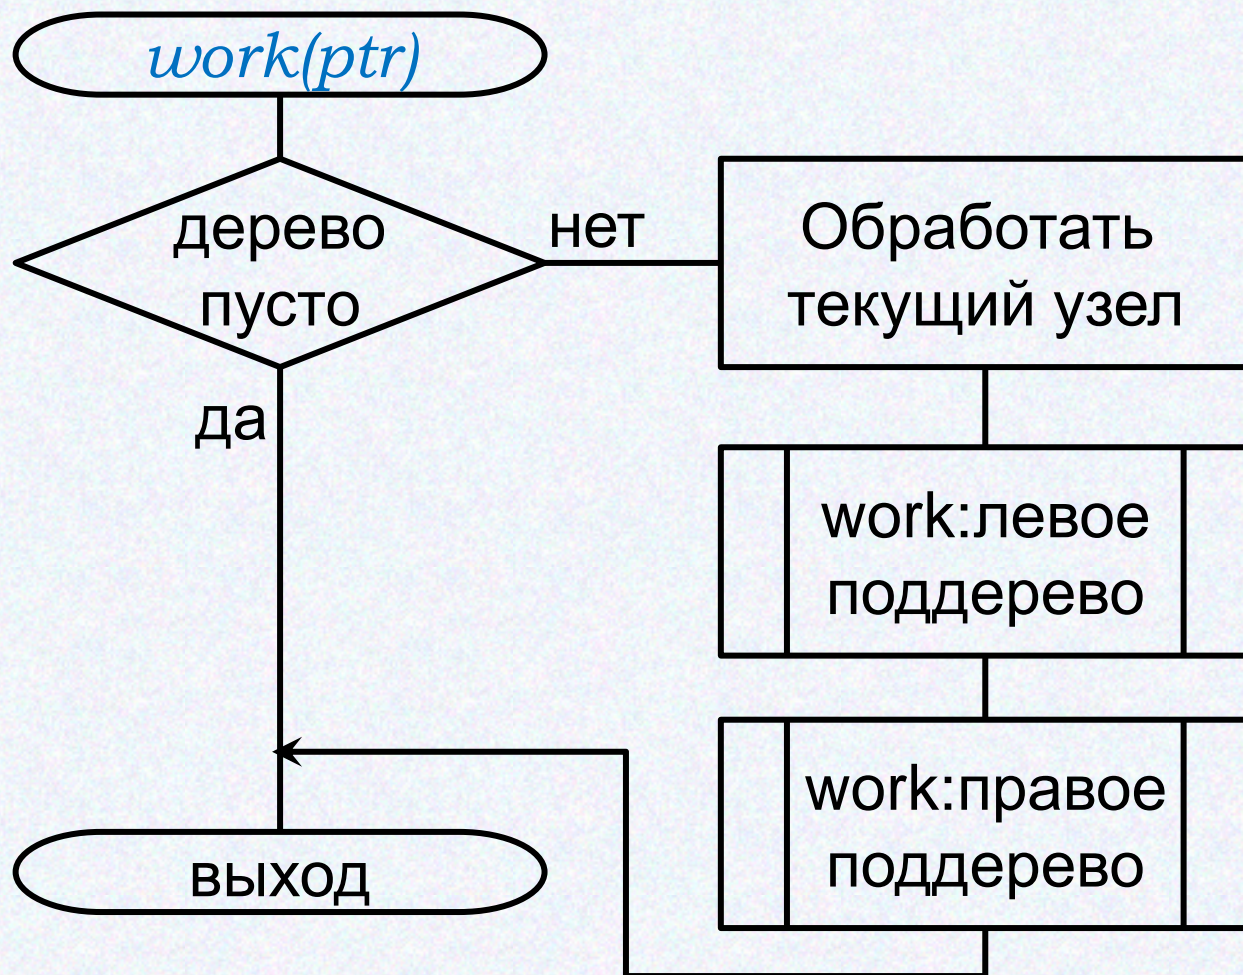 work(ptr)
дерево
пусто
нет
да
Обработать
текущий узел
work:левое
поддерево
work:правое
поддерево
выход